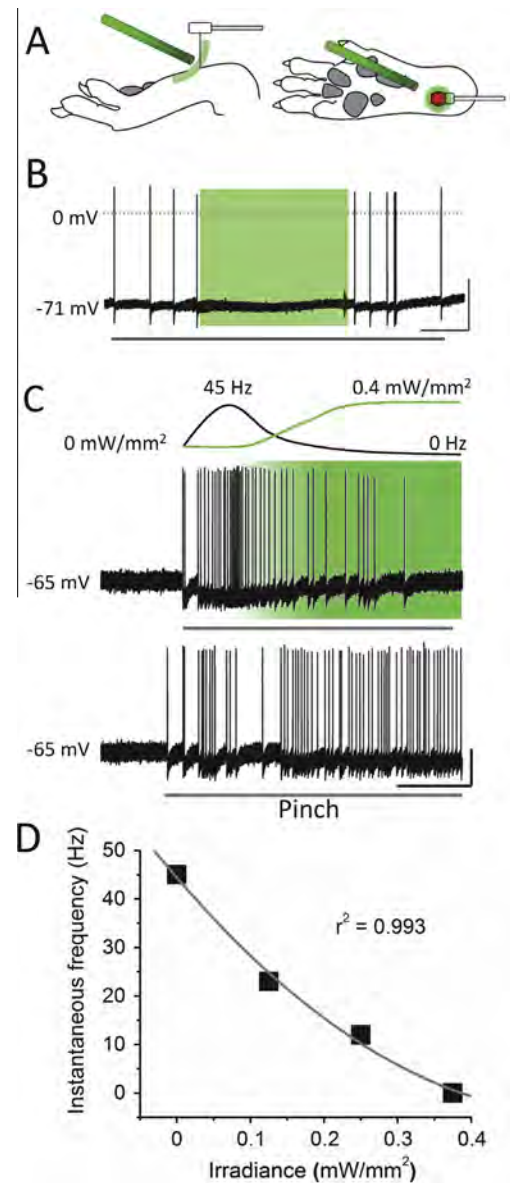 A
B
0 mV
-71 mV
C
45 Hz
0.4 mW/mm²
0 mW/mm²
0 Hz
-65 mV
-65 mV
Pinch
D
50
40
30
20
10
0
Instantaneous frequency (Hz)
r² = 0.993
0 0.1 0.2 0.3 0.4
Irradiance (mW/mm²)